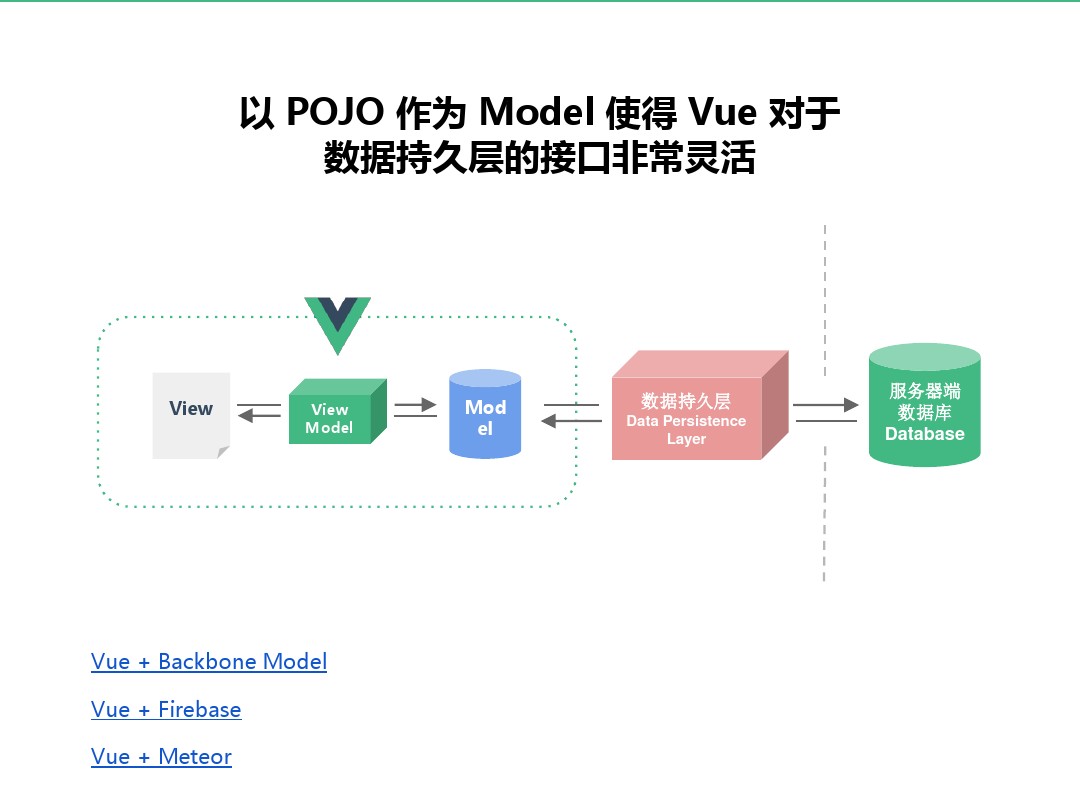 以 POJO 作为 Model 使得 Vue 对于
数据持久层的接口非常灵活
View
View
Model
Mod
el
数据持久层
Data Persistence
Layer
服务器端
数据库
Database
Vue + Backbone Model
Vue + Firebase
Vue + Meteor